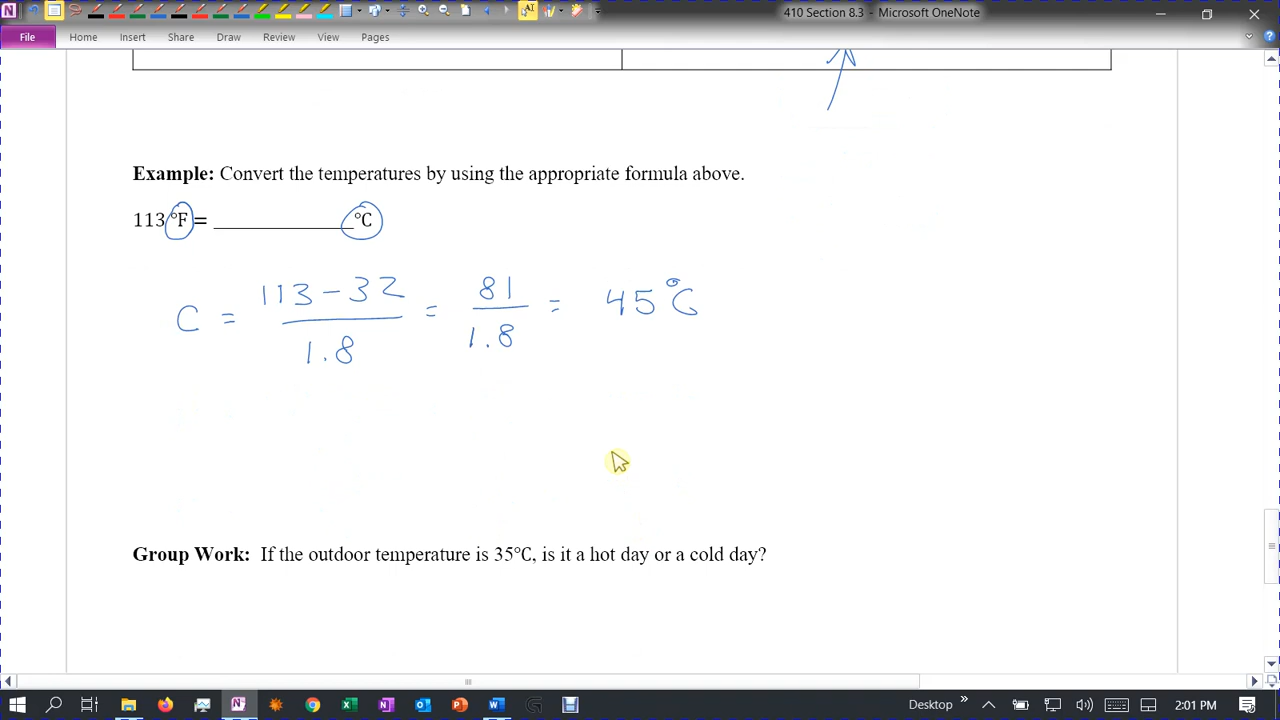 410 Section 8.3 - Microsoft OneNote
File Home Insert Share Draw Review View Pages
Example: Convert the temperatures by using the appropriate formula above.
113 °F = ______________ °C
C = 113 - 32 / 1.8 = 81 / 1.8 = 45°C
Group Work: If the outdoor temperature is 35°C, is it a hot day or a cold day?
Desktop » 2:01 PM